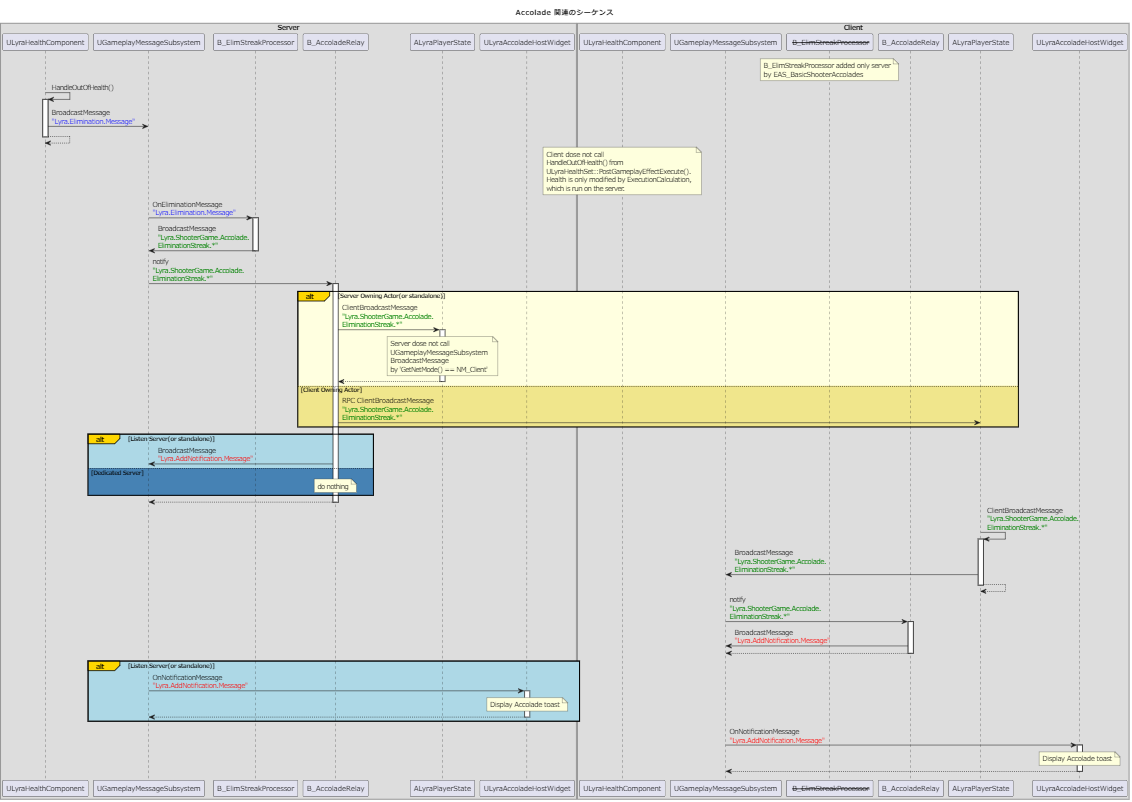 Accolade 関連のシーケンス
Server
Client
ULyraHealthComponent
UGameplayMessageSubsystem
B_ElimStreakProcessor
B_AccoladeRelay
ALyraPlayerState
ULyraAccoladeHostWidget
ULyraHealthComponent
UGameplayMessageSubsystem
B_ElimStreakProcessor
B_AccoladeRelay
ALyraPlayerState
ULyraAccoladeHostWidget
B_ElimStreakProcessor added only server
by EAS_BasicShooterAccolades
HandleOutOfHealth()
BroadcastMessage
"Lyra.Elimination.Message"
Client dose not call
HandleOutOfHealth() from
ULyraHealthSet::PostGameplayEffectExecute().
Health is only modified by ExecutionCalculation,
which is run on the server.
OnEliminationMessage
"Lyra.Elimination.Message"
BroadcastMessage
"Lyra.ShooterGame.Accolade.
EliminationStreak.*"
notify
"Lyra.ShooterGame.Accolade.
EliminationStreak.*"
alt
[Server Owning Actor(or standalone)]
ClientBroadcastMessage
"Lyra.ShooterGame.Accolade.
EliminationStreak.*"
Server dose not call
UGameplayMessageSubsystem
BroadcastMessage
by 'GetNetMode() == NM_Client'
[Client Owning Actor]
RPC ClientBroadcastMessage
"Lyra.ShooterGame.Accolade.
EliminationStreak.*"
alt
[Listen Server(or standalone)]
BroadcastMessage
"Lyra.AddNotification.Message"
[Dedicated Server]
do nothing
ClientBroadcastMessage
"Lyra.ShooterGame.Accolade.
EliminationStreak.*"
BroadcastMessage
"Lyra.ShooterGame.Accolade.
EliminationStreak.*"
notify
"Lyra.ShooterGame.Accolade.
EliminationStreak.*"
BroadcastMessage
"Lyra.AddNotification.Message"
alt
[Listen Server(or standalone)]
OnNotificationMessage
"Lyra.AddNotification.Message"
Display Accolade toast
OnNotificationMessage
"Lyra.AddNotification.Message"
Display Accolade toast
ULyraHealthComponent
UGameplayMessageSubsystem
B_ElimStreakProcessor
B_AccoladeRelay
ALyraPlayerState
ULyraAccoladeHostWidget
ULyraHealthComponent
UGameplayMessageSubsystem
B_ElimStreakProcessor
B_AccoladeRelay
ALyraPlayerState
ULyraAccoladeHostWidget